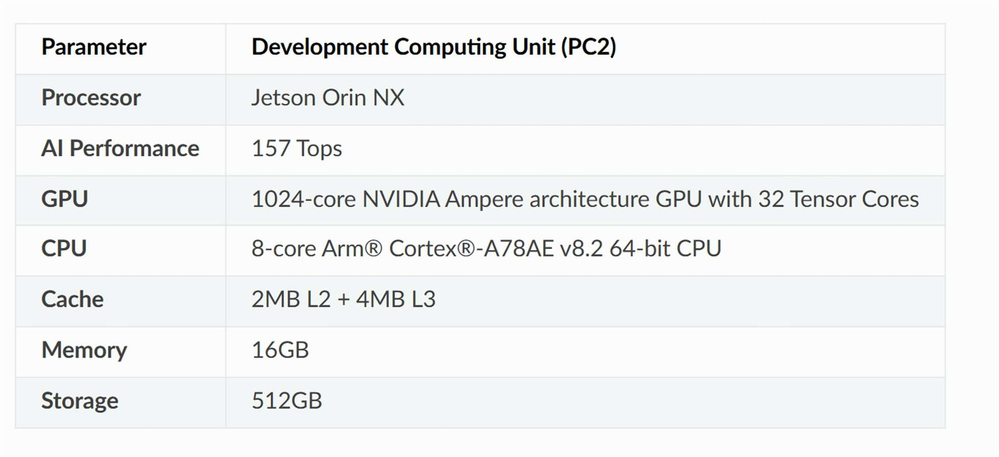 Parameter Development Computing Unit (PC2)
Processor Jetson Orin NX
AI Performance 157 Tops
GPU 1024-core NVIDIA Ampere architecture GPU with 32 Tensor Cores
CPU 8-core Arm® Cortex®-A78AE v8.2 64-bit CPU
Cache 2MB L2 + 4MB L3
Memory 16GB
Storage 512GB